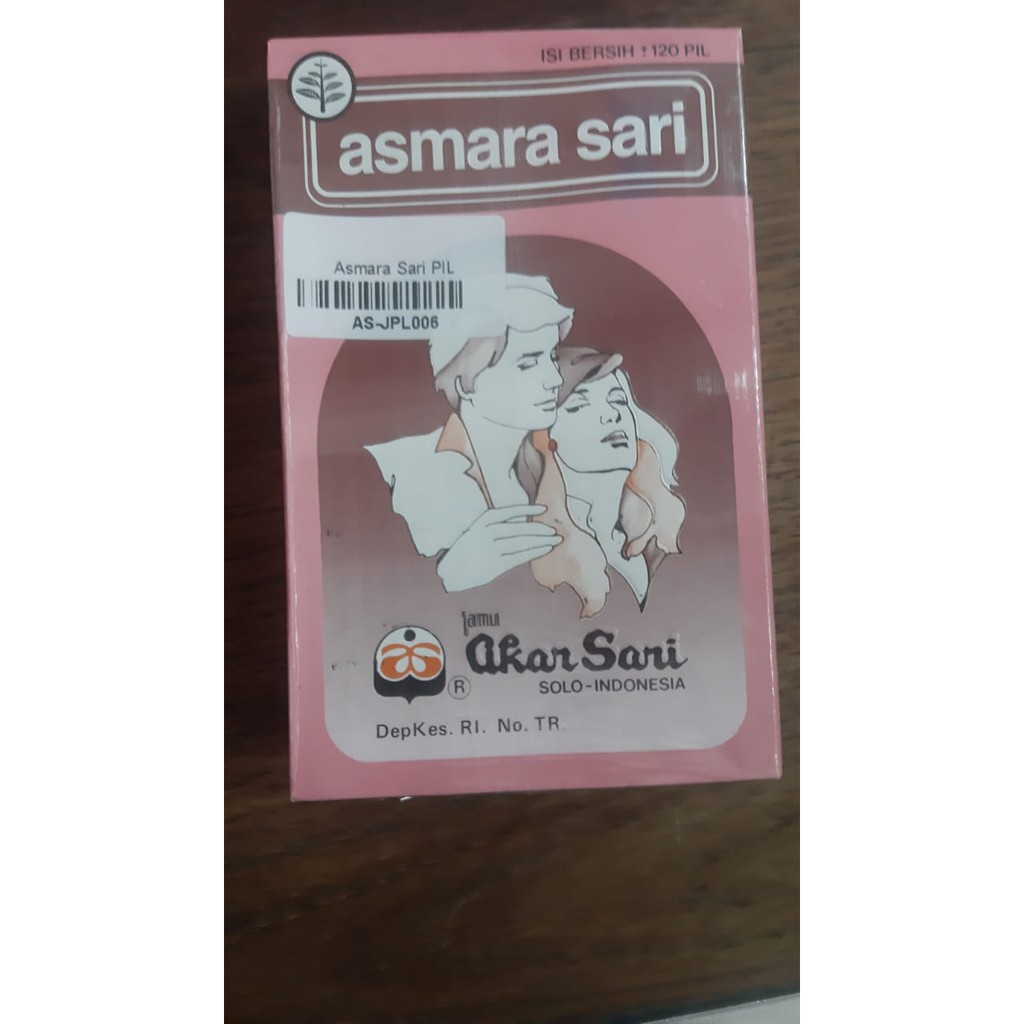 ISI BERSIH ± 120 PIL
asmara sari
Asmara Sari PIL
AS-JPL006
jamu
Akar Sari
R
SOLO-INDONESIA
DepKes. RI. No. TR.